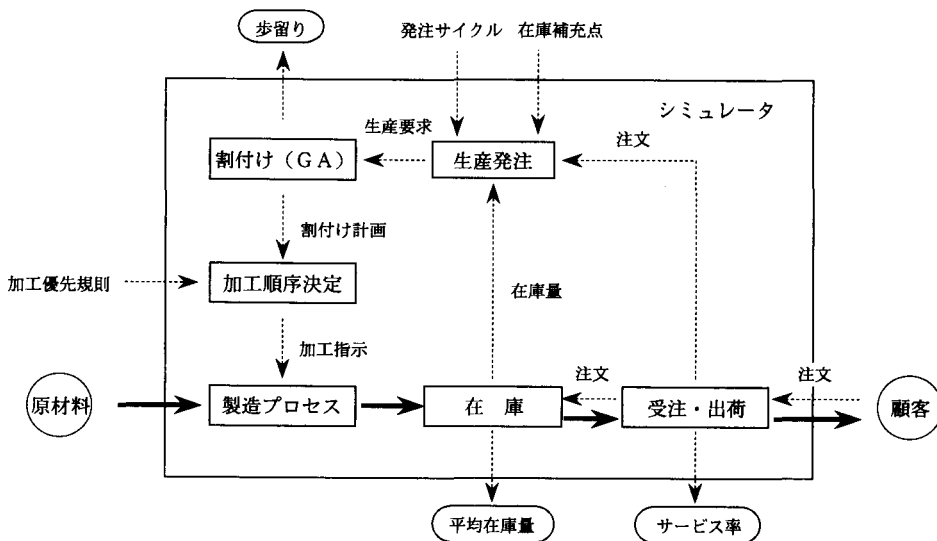 歩留り
発注サイクル
在庫補充点
シミュレータ
生産要求
注文
割付け（ＧＡ）
生産発注
割付け計画
加工優先規則
加工順序決定
在庫量
加工指示
注文
注文
原材料
製造プロセス
在　庫
受注・出荷
顧客
平均在庫量
サービス率